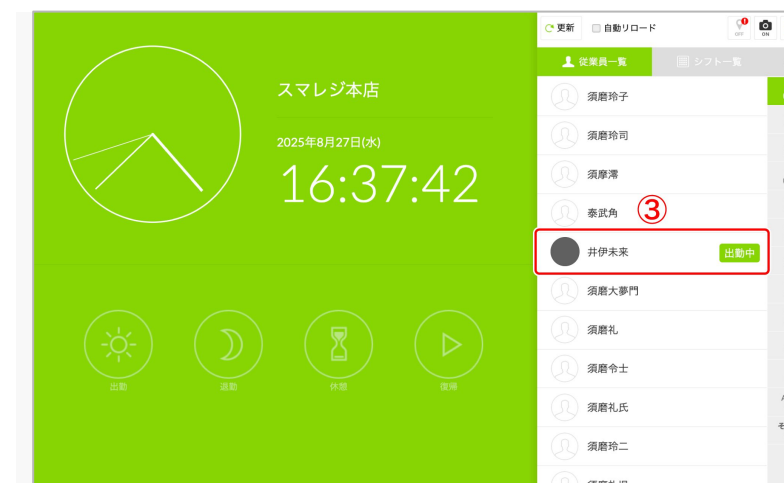 スマレジ本店
2025年8月27日(水)
16:37:42
出勤
退勤
休憩
復帰
更新 自動リロード OFF ON
従業員一覧 シフト一覧
須磨玲子
須磨玲司
須摩澪
③
泰武角
井伊未来 出勤中
須磨大夢門
須磨礼
須磨令士
須磨礼氏
須磨玲二